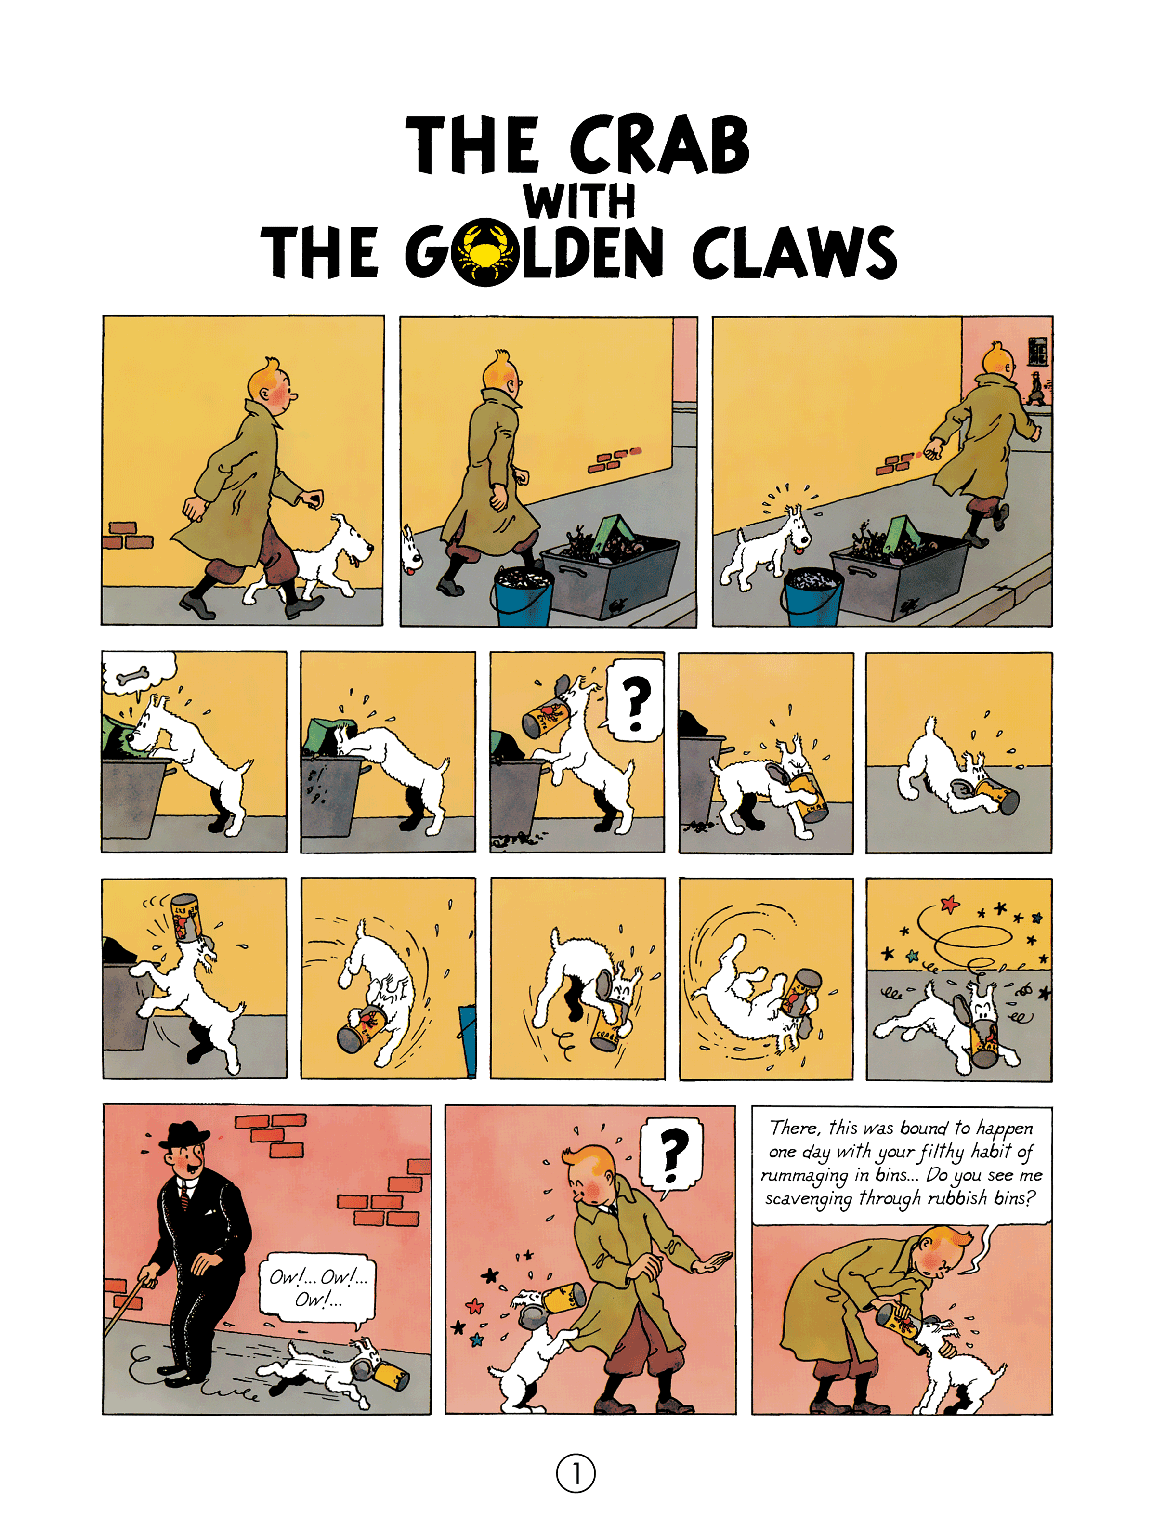 THE CRAB
WITH
THE GOLDEN CLAWS
?
Ow!... Ow!...
Ow!...
?
There, this was bound to happen
one day with your filthy habit of
rummaging in bins... Do you see me
scavenging through rubbish bins?
1